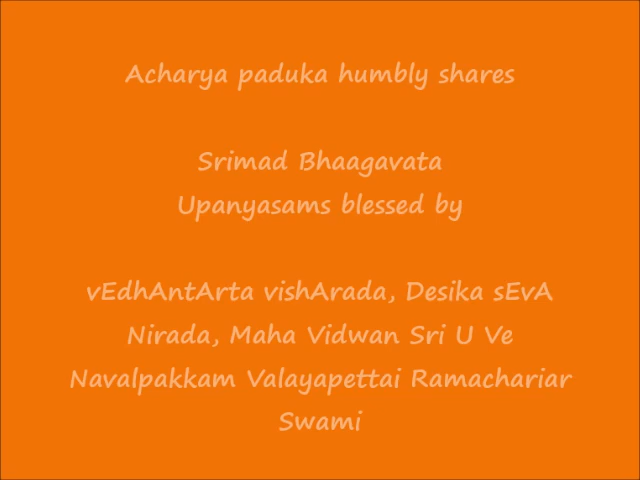 Acharya paduka humbly shares
Srimad Bhaagavata
Upanyasams blessed by
vEdhAntArta vishArada, Desika sEvA
Nirada, Maha Vidwan Sri U Ve
Navalpakkam Valayapettai Ramachariar
Swami